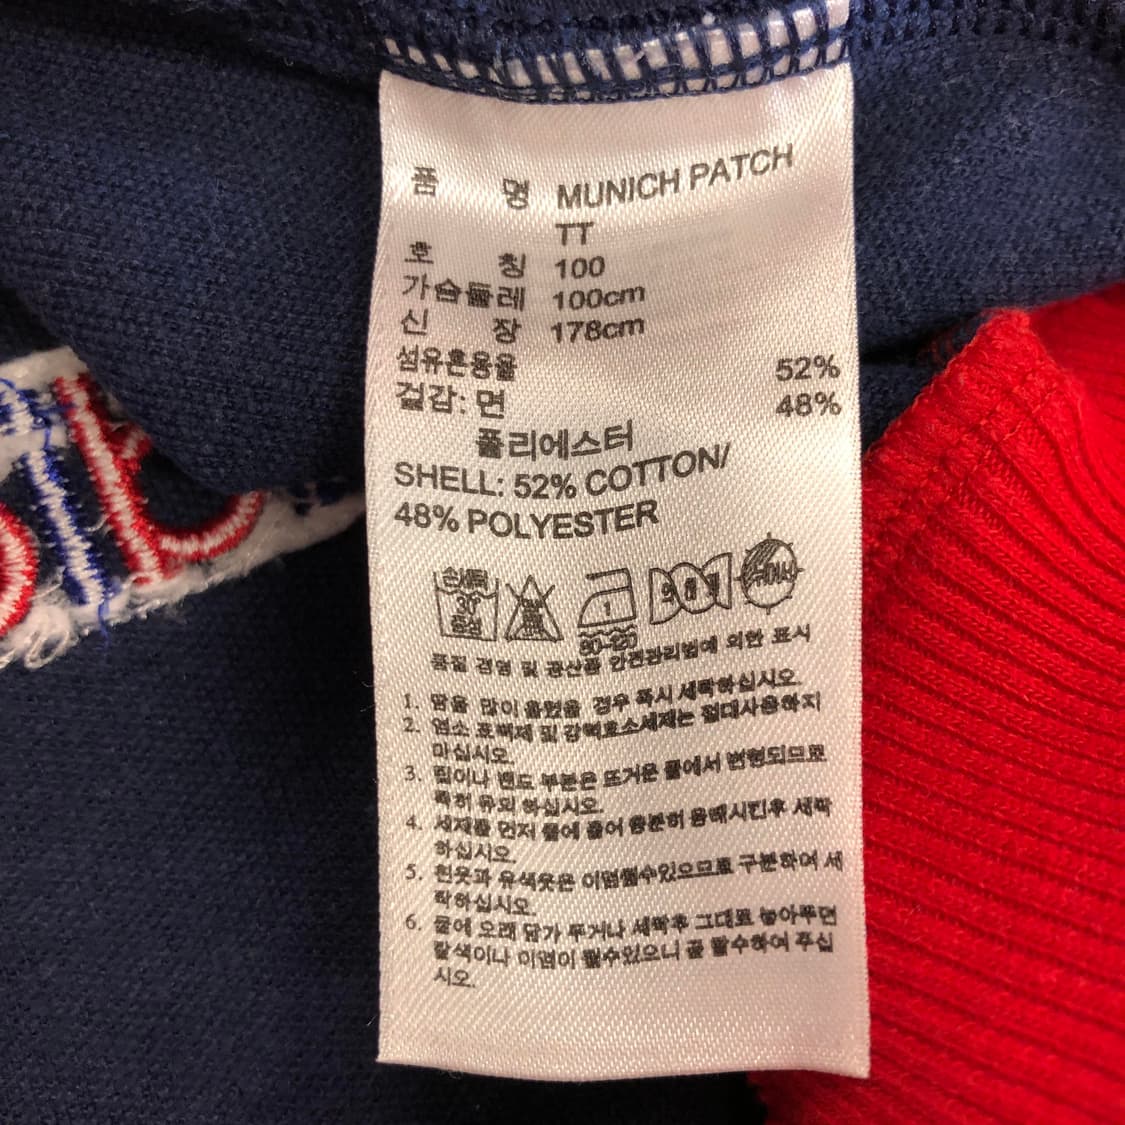 품 명 MUNICH PATCH
TT
호 칭 100
가슴둘레 100cm
신 장 178cm
섬유혼용율 52%
겉감: 면 48%
폴리에스터
SHELL: 52% COTTON/
48% POLYESTER
30
중성
1
80~120
품질 경영 및 공산품 안전관리법에 의한 표시
1. 땀을 많이 흘렸을 경우 즉시 세탁하십시오.
2. 염소 표백제 및 강력효소세제는 절대사용하지
마십시오.
3. 립이나 밴드 부분은 뜨거운 물에서 변형되므로
특히 유의 하십시오.
4. 세제를 먼저 물에 풀어 충분히 용해시킨후 세탁
하십시오.
5. 흰옷과 유색옷은 이염될수있으므로 구분하여 세
탁하십시오.
6. 물에 오래 담가 두거나 세탁후 그대로 놓아두면
탈색이나 이염이 될수있으니 곧 탈수하여 주십
시오.